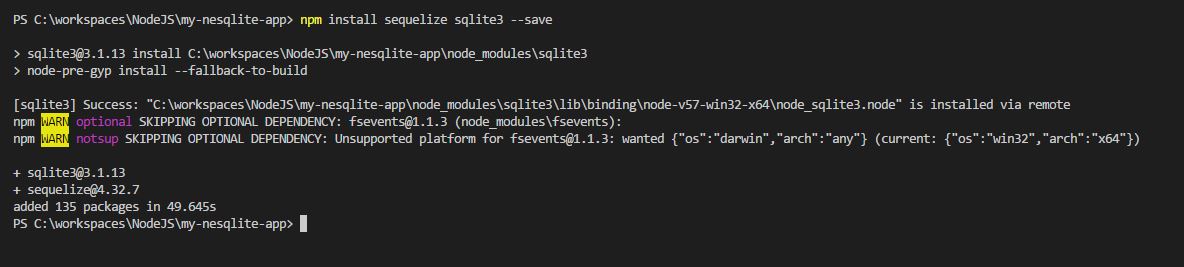 PS C:\workspaces\NodeJS\my-nesqlite-app> npm install sequelize sqlite3 --save
> sqlite3@3.1.13 install C:\workspaces\NodeJS\my-nesqlite-app\node_modules\sqlite3
> node-pre-gyp install --fallback-to-build
[sqlite3] Success: "C:\workspaces\NodeJS\my-nesqlite-app\node_modules\sqlite3\lib\binding\node-v57-win32-x64\node_sqlite3.node" is installed via remote
npm WARN optional SKIPPING OPTIONAL DEPENDENCY: fsevents@1.1.3 (node_modules\fsevents):
npm WARN notsup SKIPPING OPTIONAL DEPENDENCY: Unsupported platform for fsevents@1.1.3: wanted {"os":"darwin","arch":"any"} (current: {"os":"win32","arch":"x64"})
+ sqlite3@3.1.13
+ sequelize@4.32.7
added 135 packages in 49.645s
PS C:\workspaces\NodeJS\my-nesqlite-app>